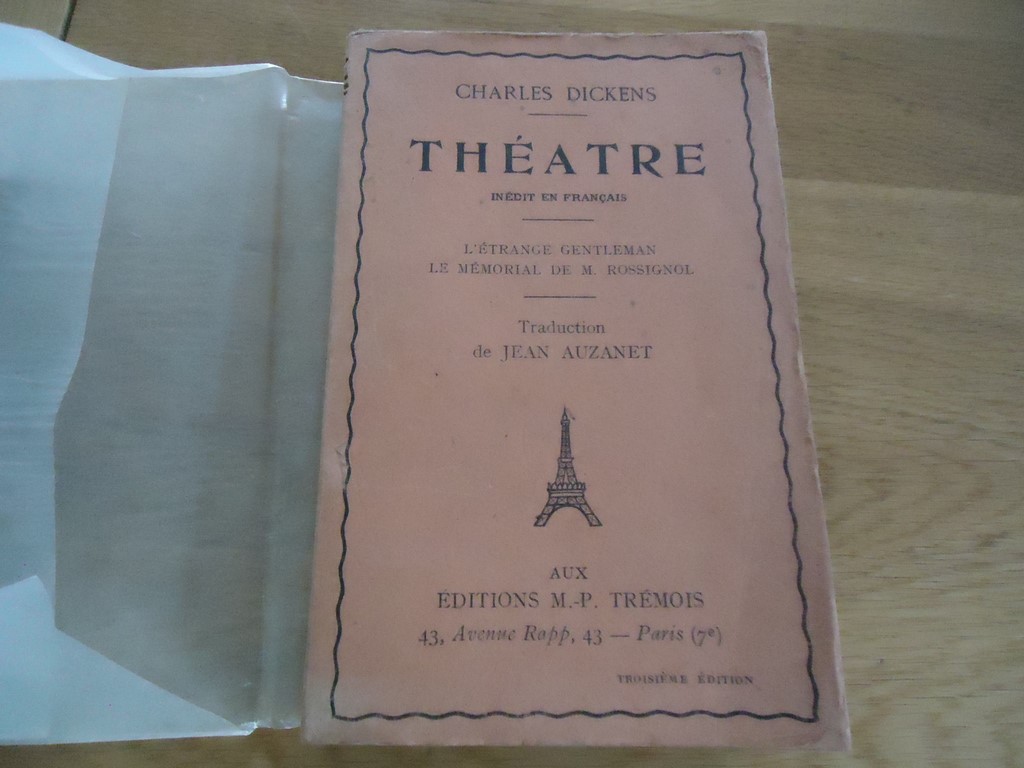 CHARLES DICKENS
THÉATRE
INÉDIT EN FRANÇAIS
L'ÉTRANGE GENTLEMAN
LE MÉMORIAL DE M. ROSSIGNOL
Traduction
de JEAN AUZANET
AUX
ÉDITIONS M.-P. TRÉMOIS
43, Avenue Rapp, 43 — Paris (7e)
TROISIÈME ÉDITION